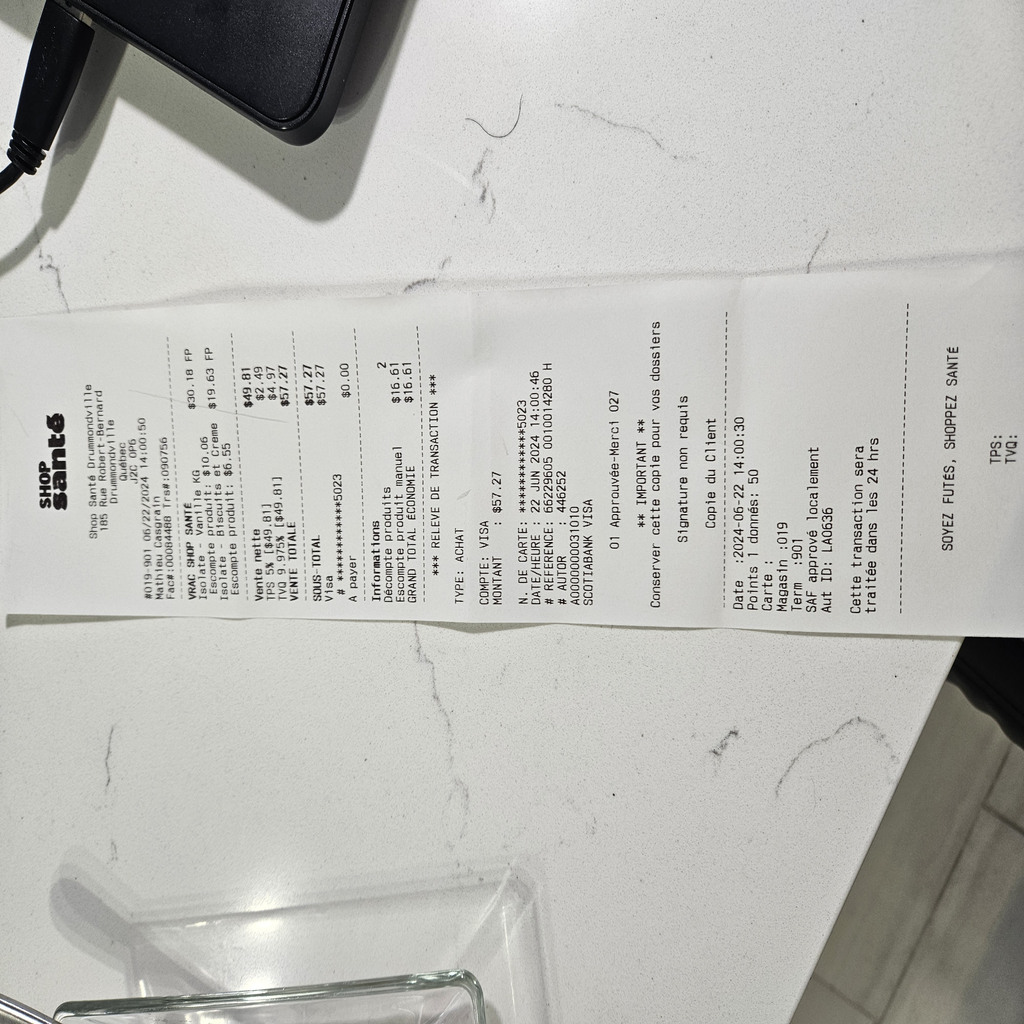 SHOP
santé
Shop Santé Drummondville
185 Rue Robert-Bernard
Drummondville
Québec
J2C 0P6
#019-901 06/22/2024 14:00:50
Mathieu Casgrain
Fac#:0008448B Trs#:090756
VRAC SHOP SANTÉ
Isolate - Vanille KG $30.18 FP
Escompte produit: $10.06
Isolate - Biscuits et Creme $19.63 FP
Escompte produit: $6.55
Vente nette $49.81
TPS 5% [$49.81] $2.49
TVQ 9.975% [$49.81] $4.97
VENTE TOTALE $57.27
SOUS-TOTAL $57.27
Visa $57.27
# ************5023
A payer $0.00
Informations
Décompte produits 2
Escompte produit manuel $16.61
GRAND TOTAL ÉCONOMIE $16.61
*** RELEVE DE TRANSACTION ***
TYPE: ACHAT
COMPTE: VISA
MONTANT : $57.27
N. DE CARTE: ************5023
DATE/HEURE : 22 JUN 2024 14:00:46
# REFERENCE: 66229605 0010014280 H
# AUTOR : 446252
A0000000031010
SCOTIABANK VISA
01 Approuvée-Merci 027
** IMPORTANT **
Conserver cette copie pour vos dossiers
Signature non requis
Copie du Client
Date :2024-06-22 14:00:30
Points 1 donnés: 50
Carte :
Magasin :019
Term :901
SAF apprové localement
Aut ID: LA0636
Cette transaction sera
traitée dans les 24 hrs
SOYEZ FUTÉS, SHOPPEZ SANTÉ
TPS:
TVQ: